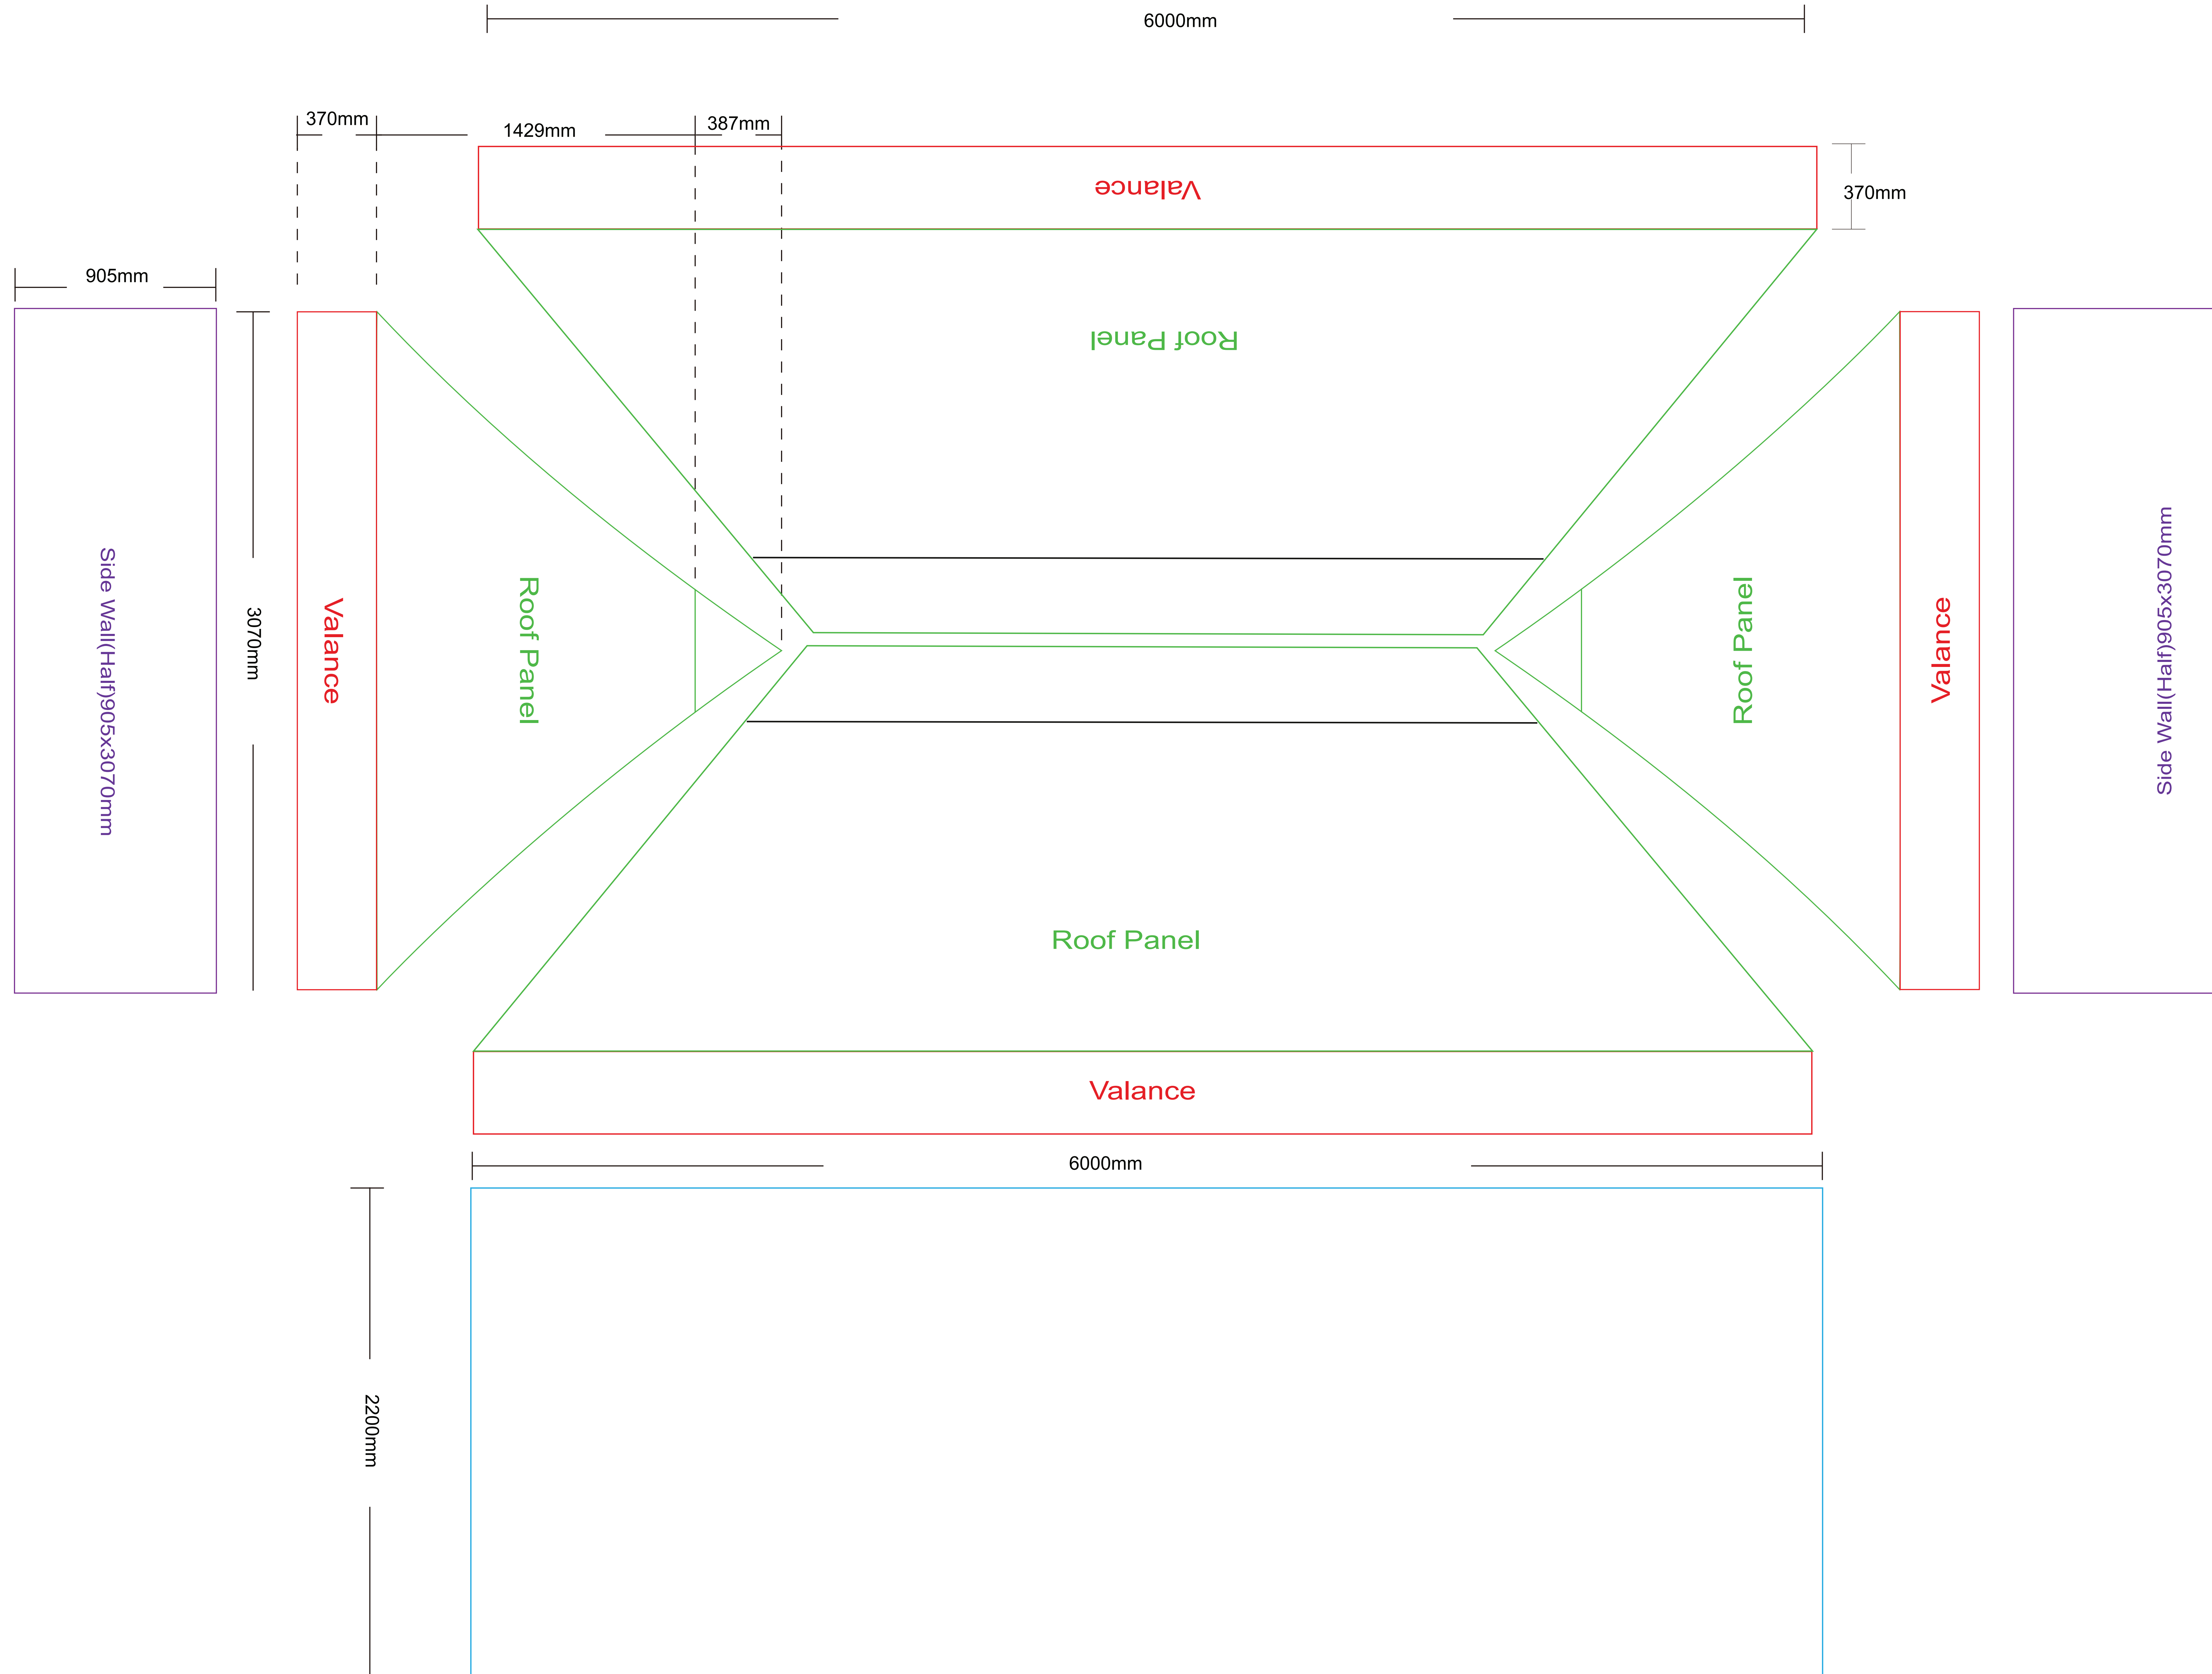 6000mm
370mm
1429mm
387mm
Valance
370mm
905mm
Roof Panel
Side Wall(Half)905x3070mm
3070mm
Valance
Roof Panel
Roof Panel
Valance
Side Wall(Half)905x3070mm
Roof Panel
Valance
6000mm
2200mm